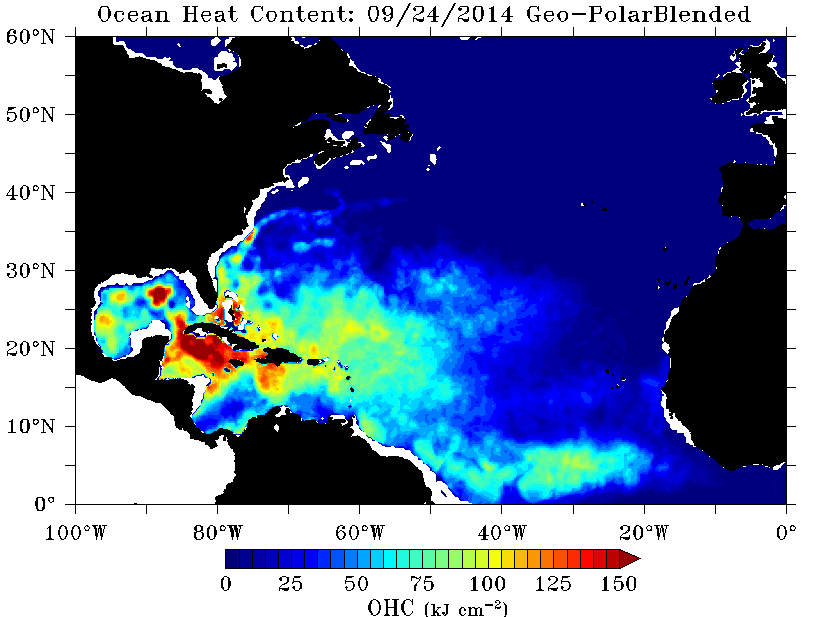 Ocean Heat Content: 09/24/2014 Geo-PolarBlended
60°N
50°N
40°N
30°N
20°N
10°N
0°
100°W 80°W 60°W 40°W 20°W 0°
0 25 50 75 100 125 150
OHC (kJ cm⁻²)